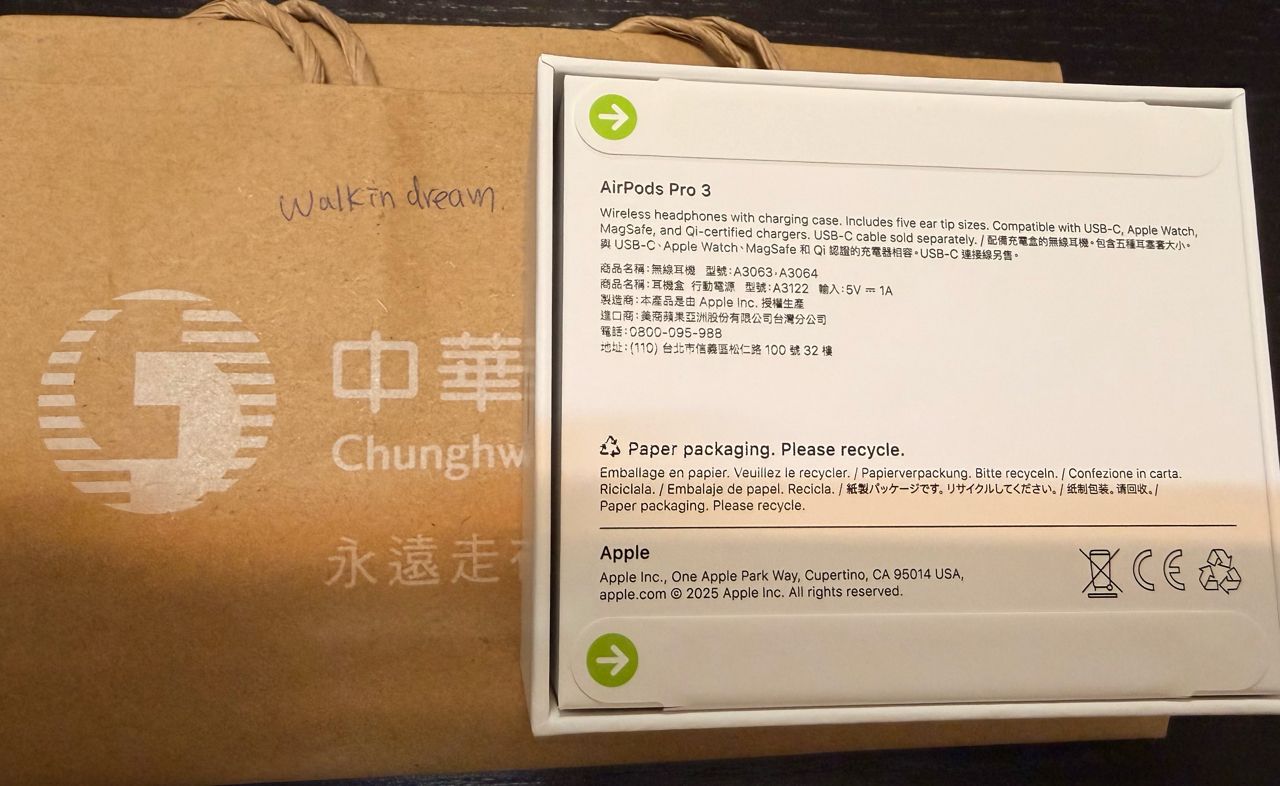 Walkin dream.
中華
Chunghw
永遠走在
AirPods Pro 3
Wireless headphones with charging case. Includes five ear tip sizes. Compatible with USB-C, Apple Watch,
MagSafe, and Qi-certified chargers. USB-C cable sold separately. / 配備充電盒的無線耳機。包含五種耳塞套大小。
與 USB-C、Apple Watch、MagSafe 和 Qi 認證的充電器相容。USB-C 連接線另售。
商品名稱:無線耳機 型號:A3063、A3064
商品名稱:耳機盒 行動電源 型號:A3122 輸入:5V ⎓ 1A
製造商:本產品是由 Apple Inc. 授權生產
進口商:美商蘋果亞洲股份有限公司台灣分公司
電話:0800-095-988
地址:(110) 台北市信義區松仁路 100 號 32 樓
Paper packaging. Please recycle.
Emballage en papier. Veuillez le recycler. / Papierverpackung. Bitte recyceln. / Confezione in carta.
Riciclala. / Embalaje de papel. Recicla. / 紙製パッケージです。リサイクルしてください。/ 纸制包装。请回收。/
Paper packaging. Please recycle.
Apple
Apple Inc., One Apple Park Way, Cupertino, CA 95014 USA,
apple.com © 2025 Apple Inc. All rights reserved.
CE